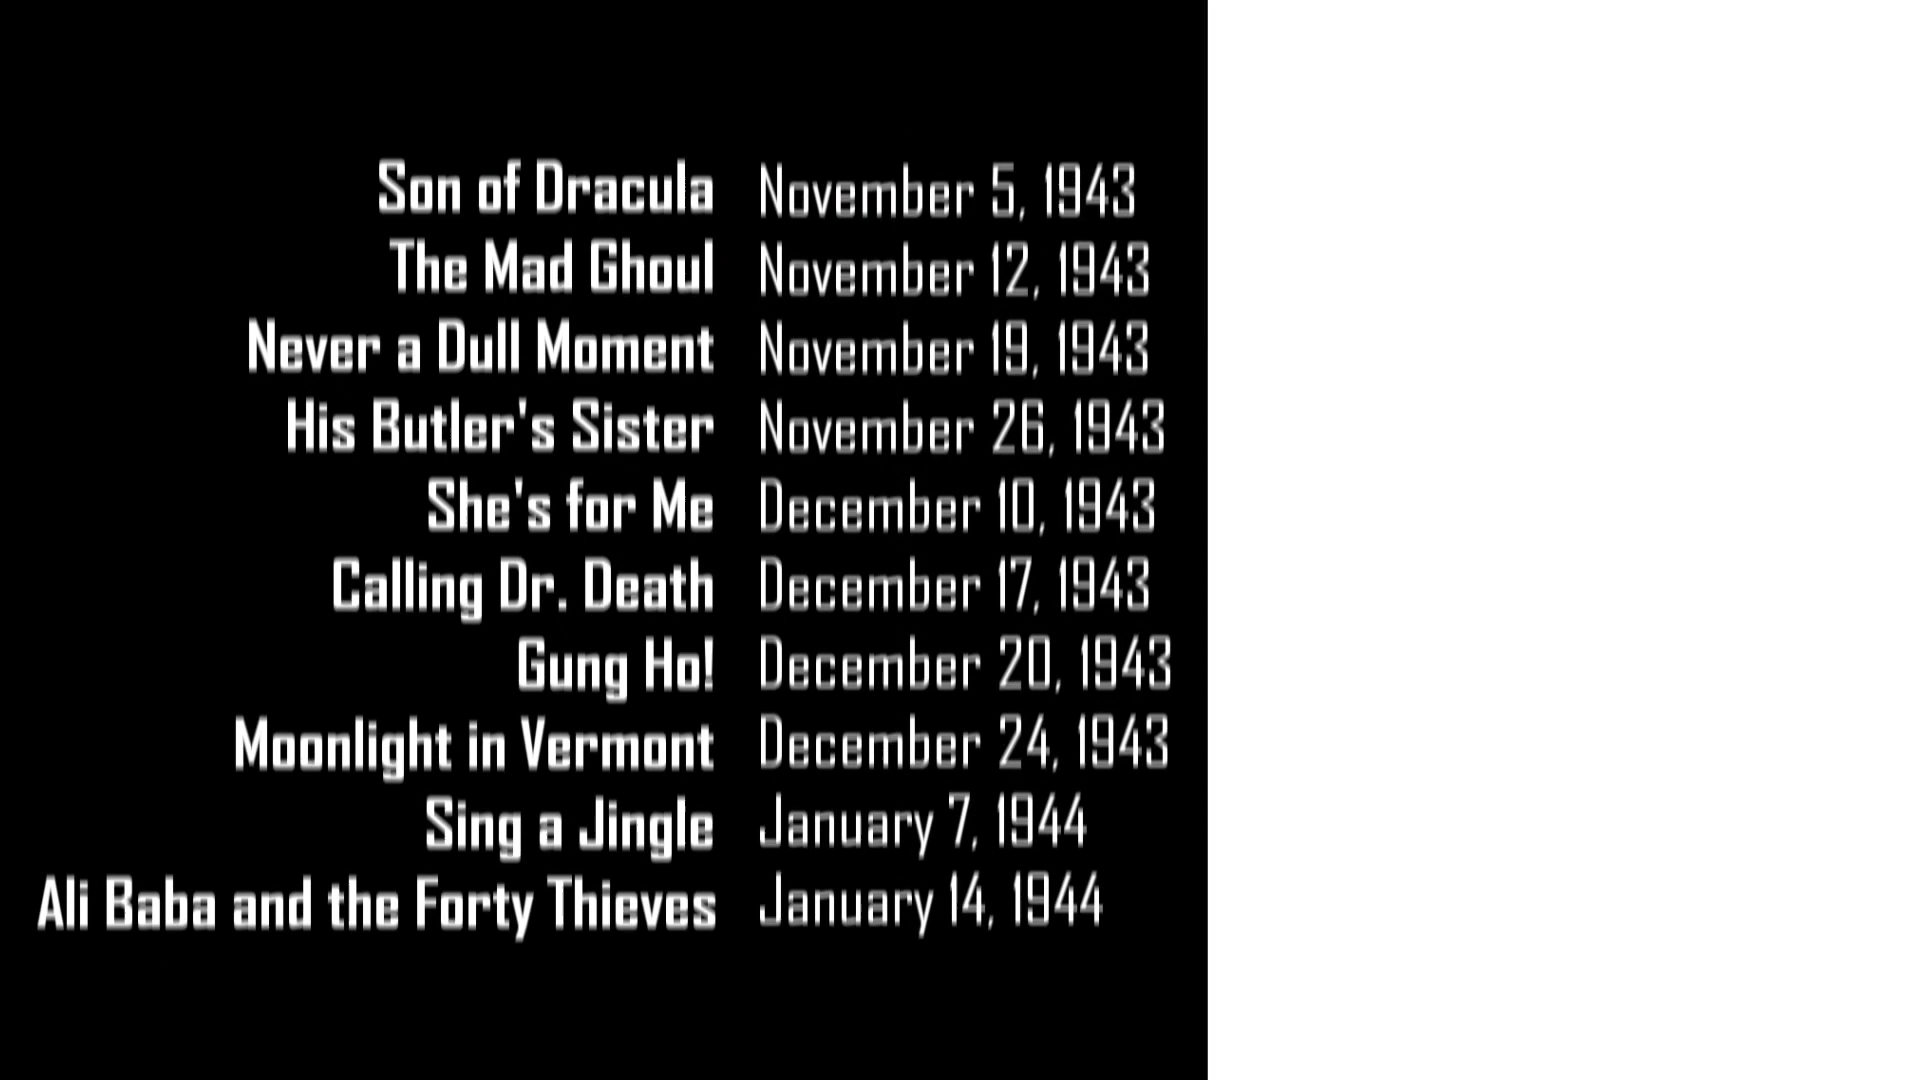 Son of Dracula November 5, 1943
The Mad Ghoul November 12, 1943
Never a Dull Moment November 19, 1943
His Butler's Sister November 26, 1943
She's for Me December 10, 1943
Calling Dr. Death December 17, 1943
Gung Ho! December 20, 1943
Moonlight in Vermont December 24, 1943
Sing a Jingle January 7, 1944
Ali Baba and the Forty Thieves January 14, 1944